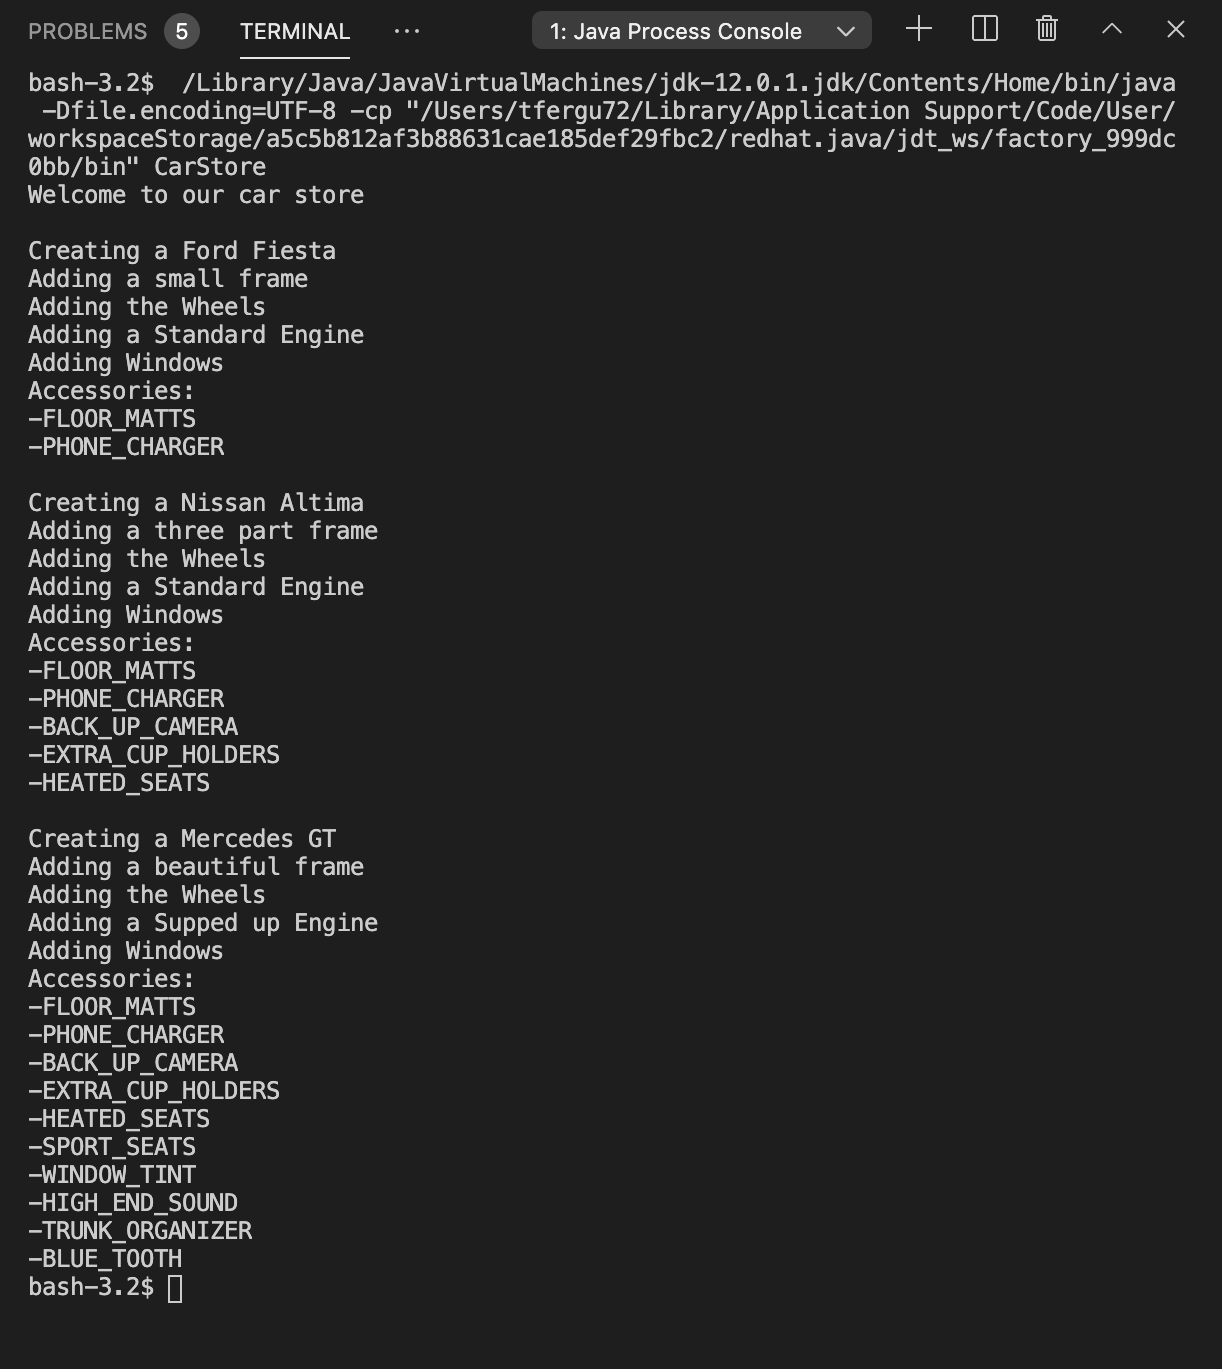 PROBLEMS 5 TERMINAL ··· 1: Java Process Console
bash-3.2$  /Library/Java/JavaVirtualMachines/jdk-12.0.1.jdk/Contents/Home/bin/java
 -Dfile.encoding=UTF-8 -cp "/Users/tfergu72/Library/Application Support/Code/User/
workspaceStorage/a5c5b812af3b88631cae185def29fbc2/redhat.java/jdt_ws/factory_999dc
0bb/bin" CarStore
Welcome to our car store

Creating a Ford Fiesta
Adding a small frame
Adding the Wheels
Adding a Standard Engine
Adding Windows
Accessories:
-FLOOR_MATTS
-PHONE_CHARGER

Creating a Nissan Altima
Adding a three part frame
Adding the Wheels
Adding a Standard Engine
Adding Windows
Accessories:
-FLOOR_MATTS
-PHONE_CHARGER
-BACK_UP_CAMERA
-EXTRA_CUP_HOLDERS
-HEATED_SEATS

Creating a Mercedes GT
Adding a beautiful frame
Adding the Wheels
Adding a Supped up Engine
Adding Windows
Accessories:
-FLOOR_MATTS
-PHONE_CHARGER
-BACK_UP_CAMERA
-EXTRA_CUP_HOLDERS
-HEATED_SEATS
-SPORT_SEATS
-WINDOW_TINT
-HIGH_END_SOUND
-TRUNK_ORGANIZER
-BLUE_TOOTH
bash-3.2$